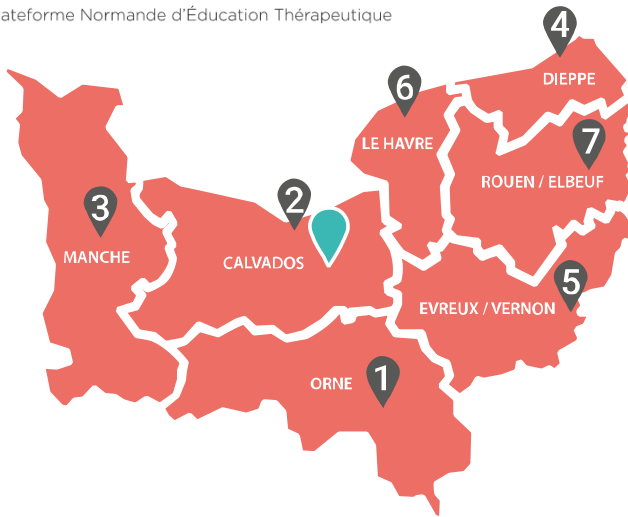 ateforme Normande d'Éducation Thérapeutique
4
DIEPPE
6
LE HAVRE
7
ROUEN / ELBEUF
2
3
MANCHE
CALVADOS
5
EVREUX / VERNON
1
ORNE